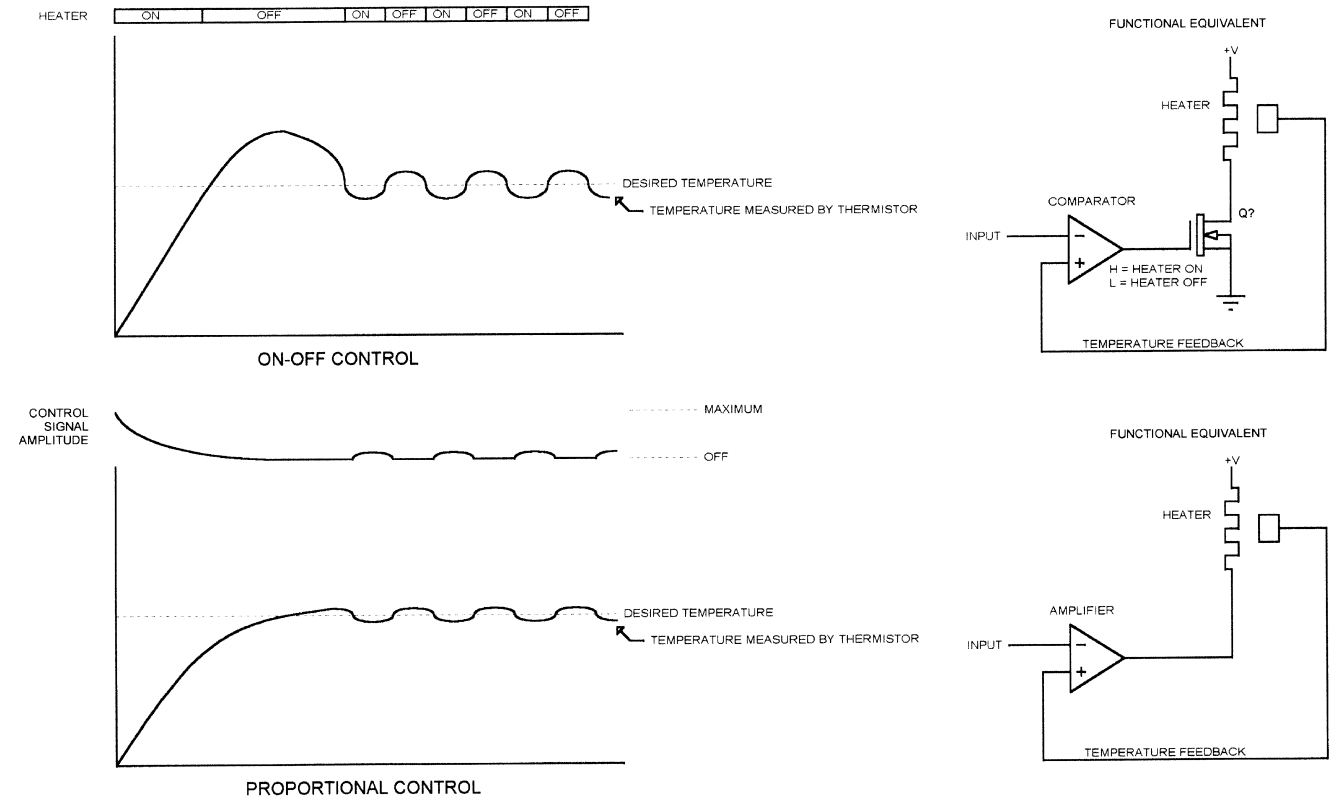 HEATER
ON OFF ON OFF ON OFF ON OFF
DESIRED TEMPERATURE
TEMPERATURE MEASURED BY THERMISTOR
ON-OFF CONTROL
FUNCTIONAL EQUIVALENT
+V
HEATER
COMPARATOR
Q?
INPUT
−
+
H = HEATER ON
L = HEATER OFF
TEMPERATURE FEEDBACK
CONTROL
SIGNAL
AMPLITUDE
MAXIMUM
OFF
DESIRED TEMPERATURE
TEMPERATURE MEASURED BY THERMISTOR
PROPORTIONAL CONTROL
FUNCTIONAL EQUIVALENT
+V
HEATER
AMPLIFIER
INPUT
−
+
TEMPERATURE FEEDBACK